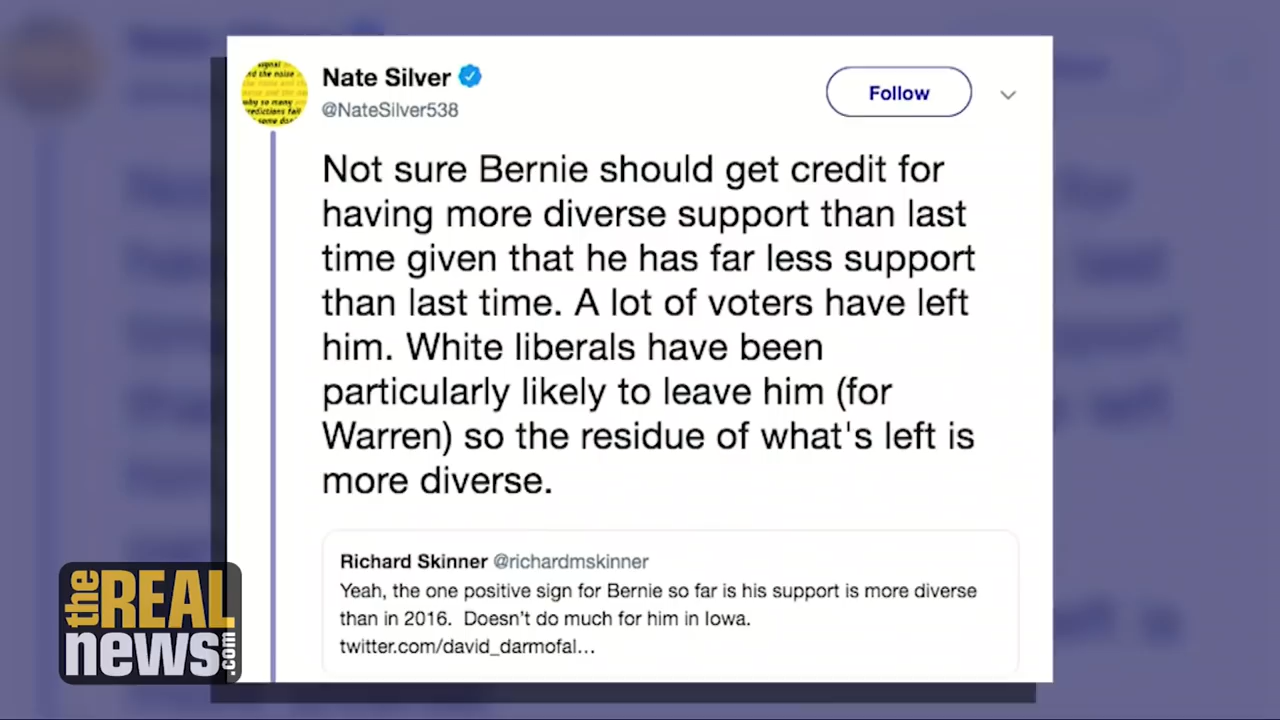 Nate Silver
@NateSilver538
Follow
Not sure Bernie should get credit for
having more diverse support than last
time given that he has far less support
than last time. A lot of voters have left
him. White liberals have been
particularly likely to leave him (for
Warren) so the residue of what's left is
more diverse.
Richard Skinner @richardmskinner
Yeah, the one positive sign for Bernie so far is his support is more diverse
than in 2016. Doesn't do much for him in Iowa.
twitter.com/david_darmofal...
the REAL
news.com